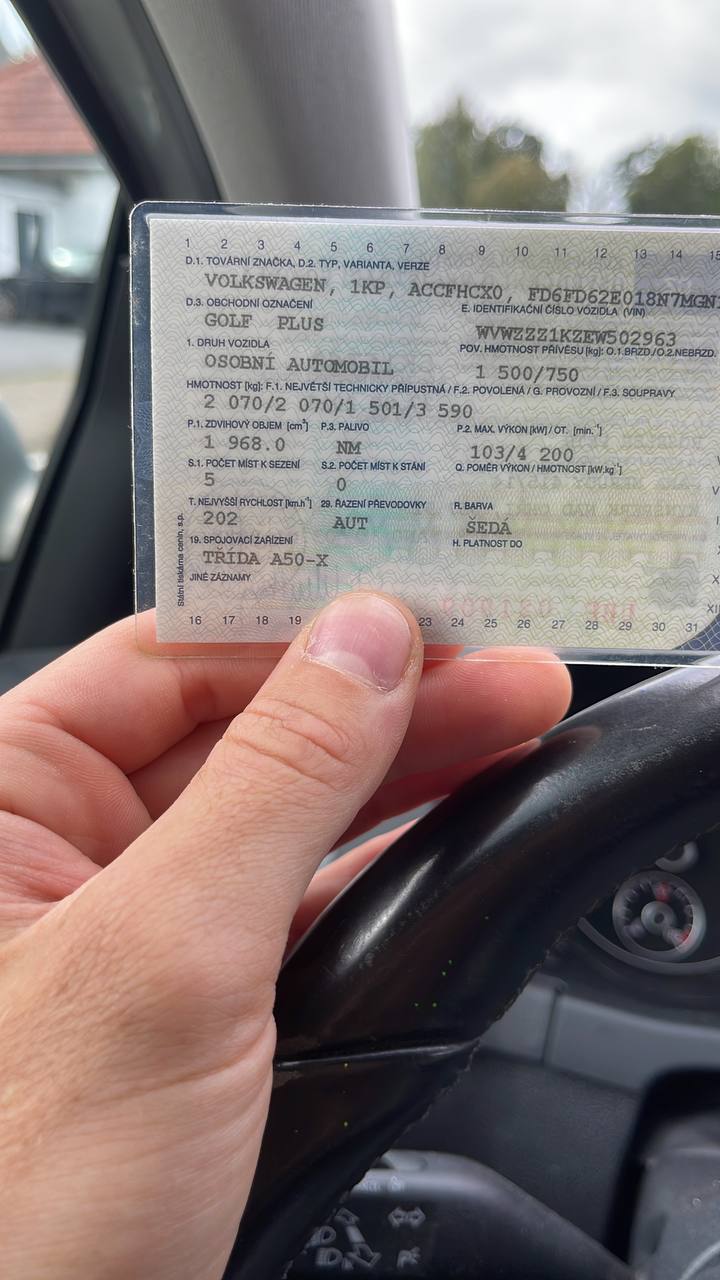 1 2 3 4 5 6 7 8 9 10 11 12 13 14 15
D.1. TOVÁRNÍ ZNAČKA, D.2. TYP, VARIANTA, VERZE
VOLKSWAGEN, 1KP, ACCFHCX0, FD6FD62E018N7MGN
D.3. OBCHODNÍ OZNAČENÍ E. IDENTIFIKAČNÍ ČÍSLO VOZIDLA (VIN)
GOLF PLUS WVWZZZ1KZEW502963
1. DRUH VOZIDLA POV. HMOTNOST PŘÍVĚSU [kg]: O.1.BRZD./O.2.NEBRZD.
OSOBNÍ AUTOMOBIL 1 500/750
HMOTNOST [kg]: F.1. NEJVĚTŠÍ TECHNICKY PŘÍPUSTNÁ / F.2. POVOLENÁ / G. PROVOZNÍ / F.3. SOUPRAVY
2 070/2 070/1 501/3 590
P.1. ZDVIHOVÝ OBJEM [cm³] P.3. PALIVO P.2. MAX. VÝKON [kW] / OT. [min.⁻¹]
1 968.0 NM 103/4 200
S.1. POČET MÍST K SEZENÍ S.2. POČET MÍST K STÁNÍ Q. POMĚR VÝKON / HMOTNOST [kW.kg⁻¹]
5 0
T. NEJVYŠŠÍ RYCHLOST [km.h⁻¹] 29. ŘAZENÍ PŘEVODOVKY R. BARVA
202 AUT ŠEDÁ
19. SPOJOVACÍ ZAŘÍZENÍ H. PLATNOST DO
TŘÍDA A50-X
JINÉ ZÁZNAMY
Státní tiskárna cenin, s.p.
16 17 18 19 23 24 25 26 27 28 29 30 31